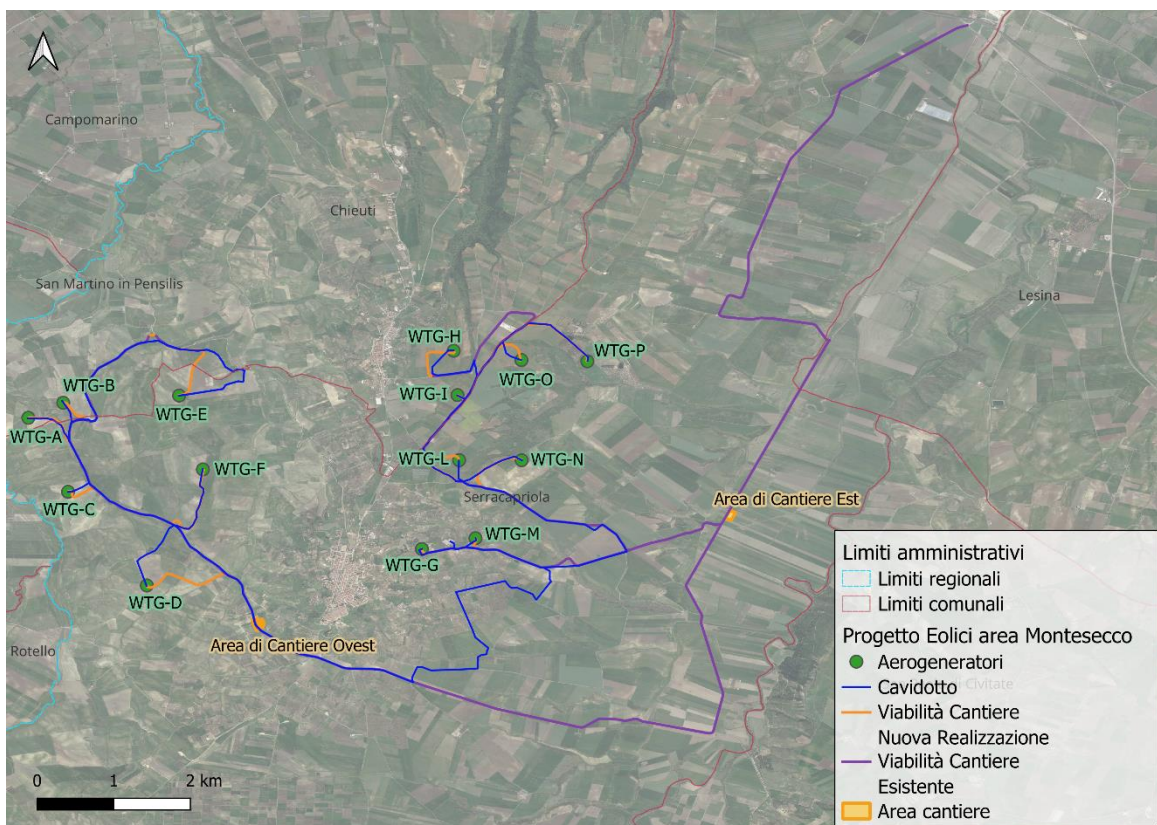 Campomarino
Chieuti
San Martino in Pensilis
Lesina
WTG-H
WTG-P
WTG-O
WTG-B
WTG-E
WTG-I
WTG-A
WTG-L
WTG-N
WTG-F
Serracapriola
WTG-C
Area di Cantiere Est
WTG-M
WTG-G
WTG-D
Area di Cantiere Ovest
Rotello
Limiti amministrativi
Limiti regionali
Limiti comunali
Progetto Eolici area Montesecco
Aerogeneratori
di Civitate
Cavidotto
Viabilità Cantiere
Nuova Realizzazione
Viabilità Cantiere
Esistente
Area cantiere
0 1 2 km